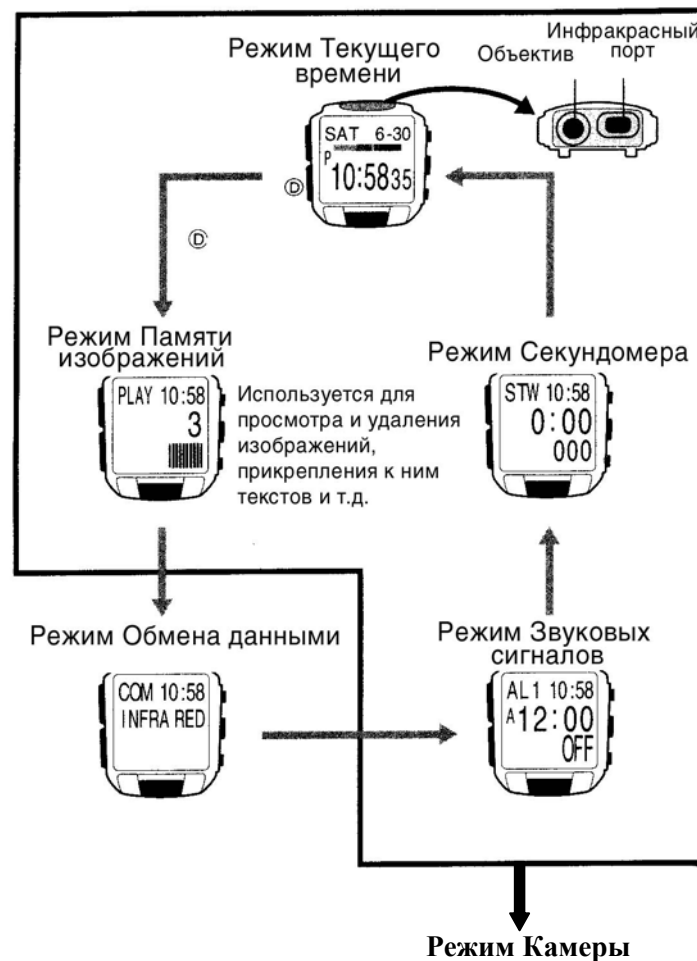 Инфракрасный
порт
Объектив
Режим Текущего
времени
SAT 6-30
P
10:58 35
D
D
Режим Памяти
изображений
PLAY 10:58
3
Используется для
просмотра и удаления
изображений,
прикрепления к ним
текстов и т.д.
Режим Секундомера
STW 10:58
0:00
000
Режим Обмена данными
COM 10:58
INFRA RED
Режим Звуковых
сигналов
AL1 10:58
A 12:00
OFF
Режим Камеры